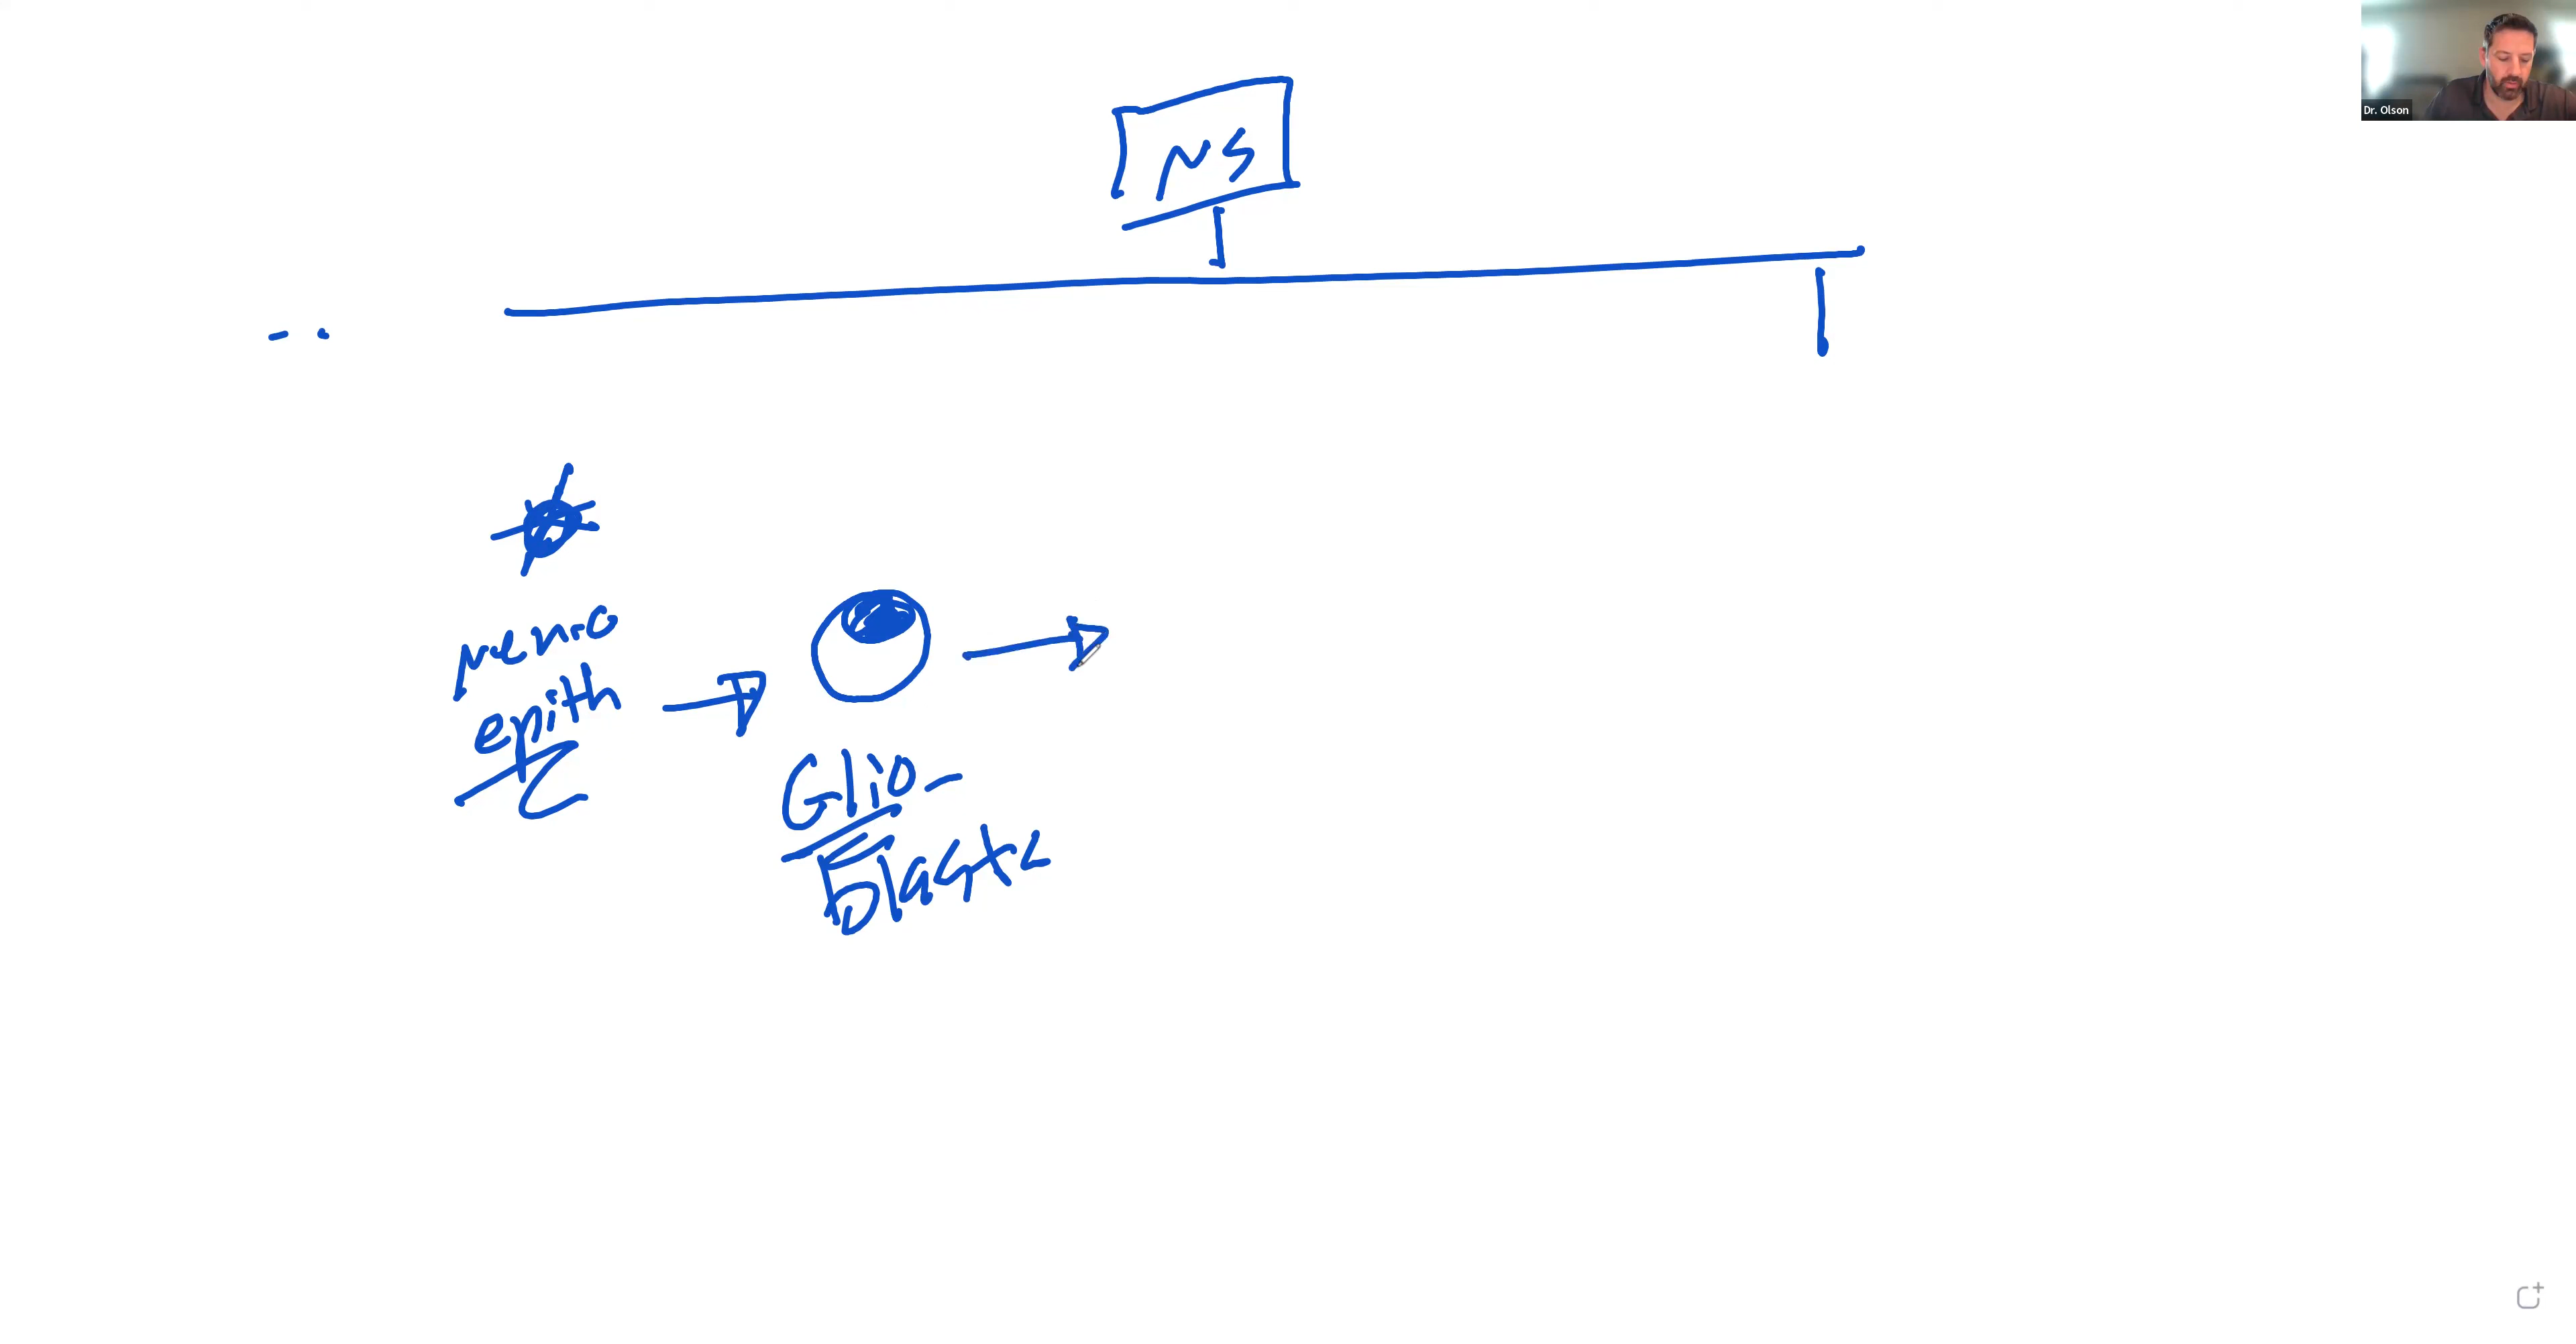 Dr. Olson
NS
neuro
epith
Glio-
blasts